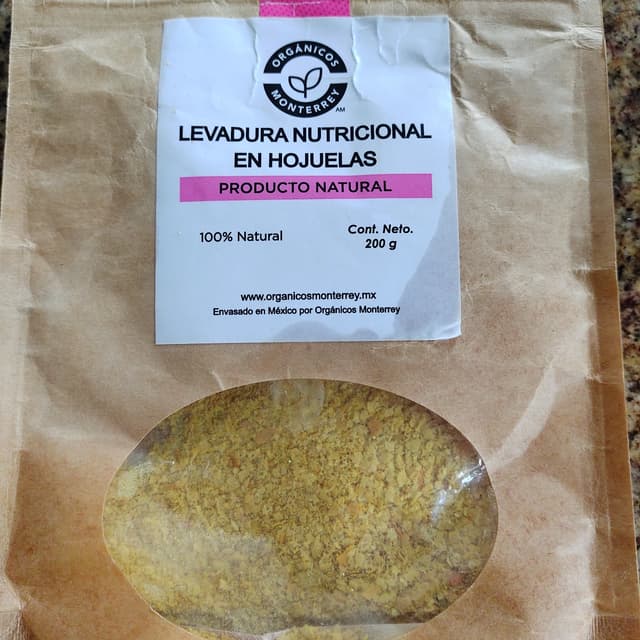 ORGÁNICOS
MONTERREY
AM
LEVADURA NUTRICIONAL
EN HOJUELAS
PRODUCTO NATURAL
100% Natural
Cont. Neto.
200 g
www.organicosmonterrey.mx
Envasado en México por Orgánicos Monterrey